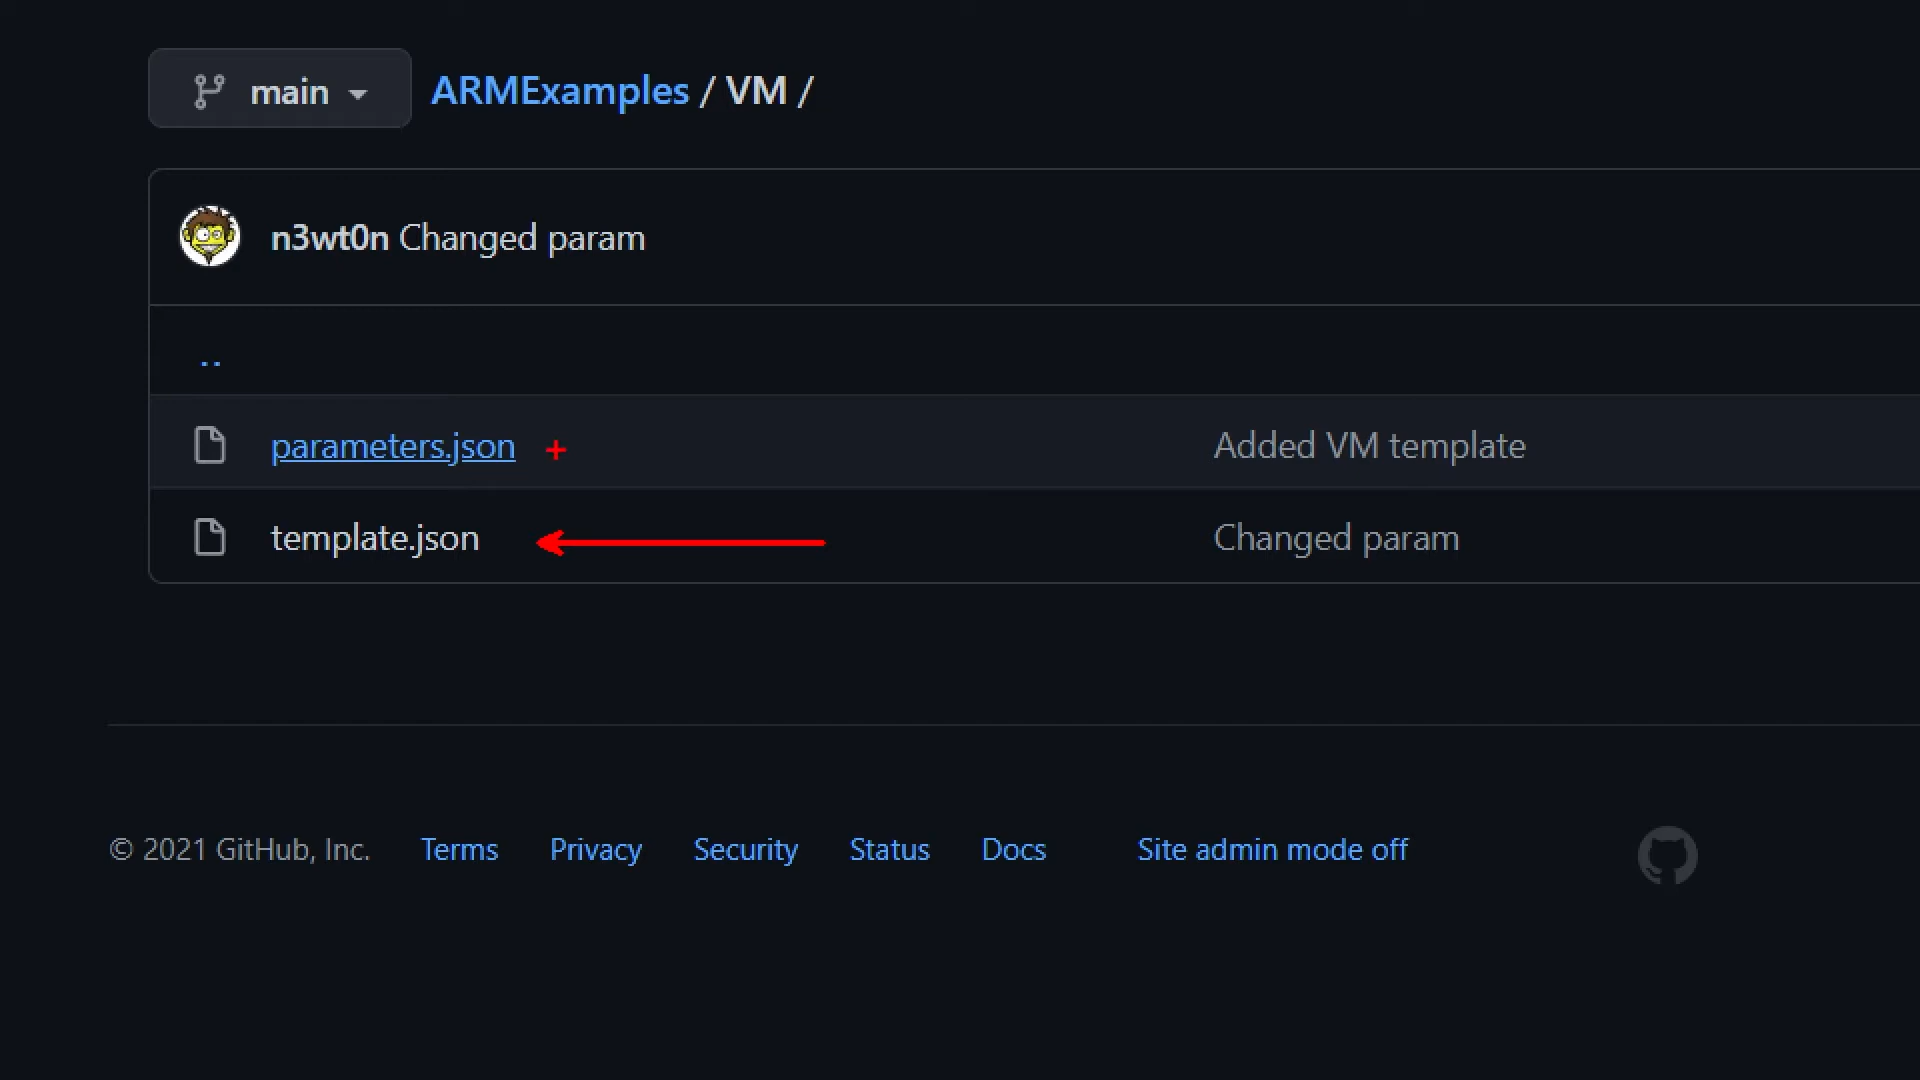 main ARMExamples / VM /
n3wt0n Changed param
..
parameters.json Added VM template
template.json Changed param
© 2021 GitHub, Inc. Terms Privacy Security Status Docs Site admin mode off